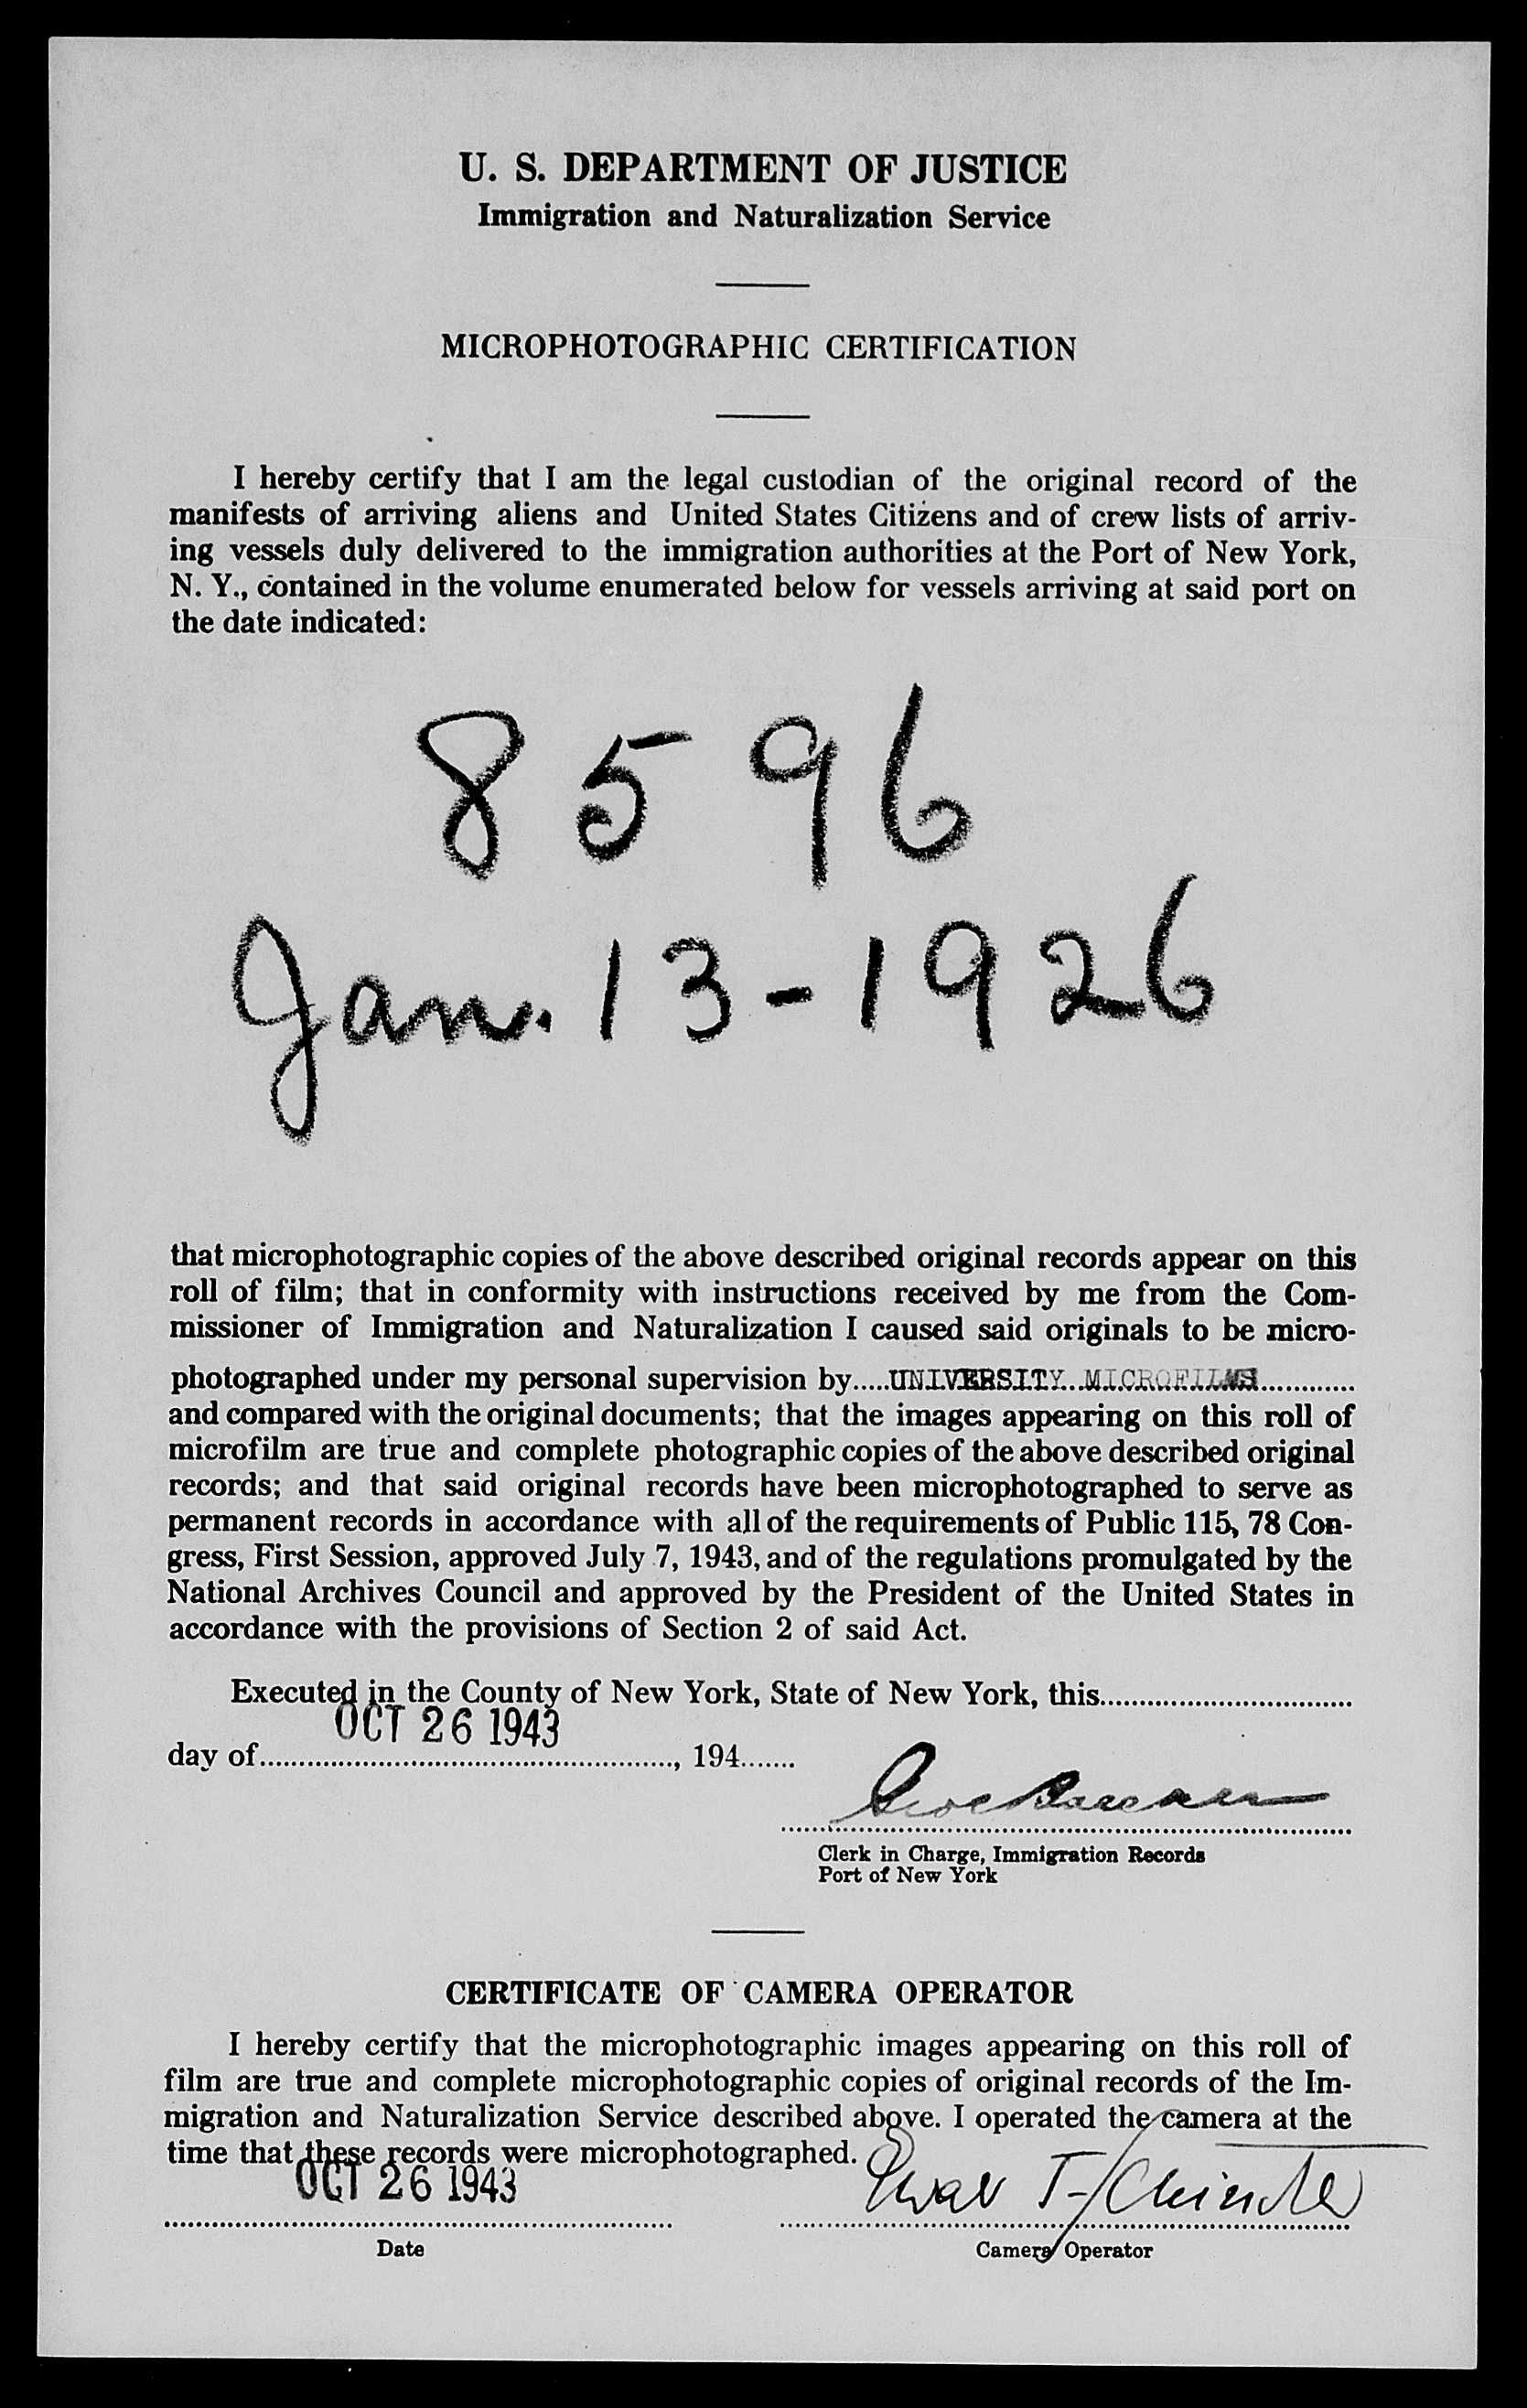 U. S. DEPARTMENT OF JUSTICE
Immigration and Naturalization Service
MICROPHOTOGRAPHIC CERTIFICATION
I hereby certify that I am the legal custodian of the original record of the
manifests of arriving aliens and United States Citizens and of crew lists of arriv-
ing vessels duly delivered to the immigration authorities at the Port of New York,
N. Y., contained in the volume enumerated below for vessels arriving at said port on
the date indicated:
8596
Jan. 13-1926
that microphotographic copies of the above described original records appear on this
roll of film; that in conformity with instructions received by me from the Com-
missioner of Immigration and Naturalization I caused said originals to be micro-
photographed under my personal supervision by.....UNIVERSITY MICROFILMS............
and compared with the original documents; that the images appearing on this roll of
microfilm are true and complete photographic copies of the above described original
records; and that said original records have been microphotographed to serve as
permanent records in accordance with all of the requirements of Public 115, 78 Con-
gress, First Session, approved July 7, 1943, and of the regulations promulgated by the
National Archives Council and approved by the President of the United States in
accordance with the provisions of Section 2 of said Act.
Executed in the County of New York, State of New York, this................................
OCT 26 1943
day of...................................................., 194.......
Clerk in Charge, Immigration Records
Port of New York
CERTIFICATE OF CAMERA OPERATOR
I hereby certify that the microphotographic images appearing on this roll of
film are true and complete microphotographic copies of original records of the Im-
migration and Naturalization Service described above. I operated the camera at the
time that these records were microphotographed.
OCT 26 1943
Date
Camera Operator